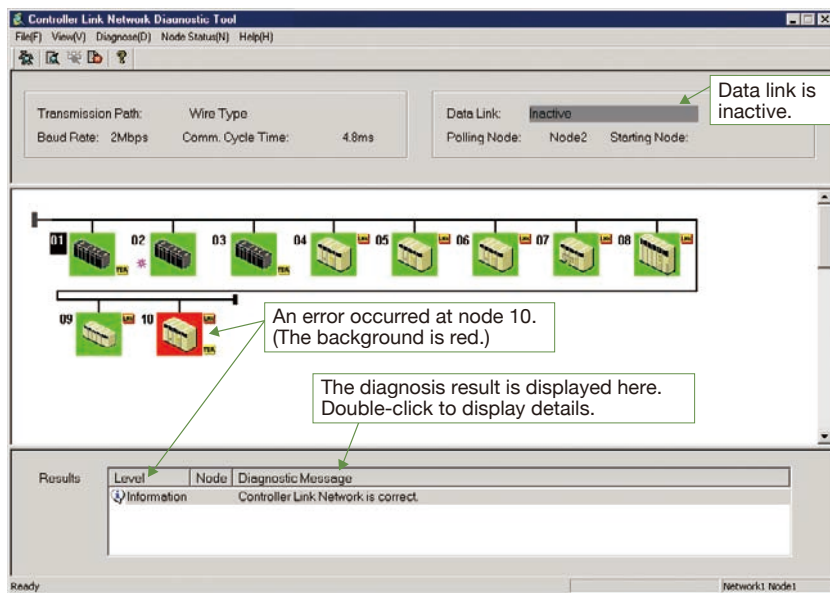 Controller Link Network Diagnostic Tool
File(F) View(V) Diagnose(D) Node Status(N) Help(H)
Data link is
inactive.
Transmission Path: Wire Type
Baud Rate: 2Mbps Comm. Cycle Time: 4.8ms
Data Link: Inactive
Polling Node: Node2 Starting Node:
01 02 03 04 05 06 07 08
09 10
An error occurred at node 10.
(The background is red.)
The diagnosis result is displayed here.
Double-click to display details.
Results
Level Node Diagnostic Message
Information Controller Link Network is correct.
Ready Network1 Node1